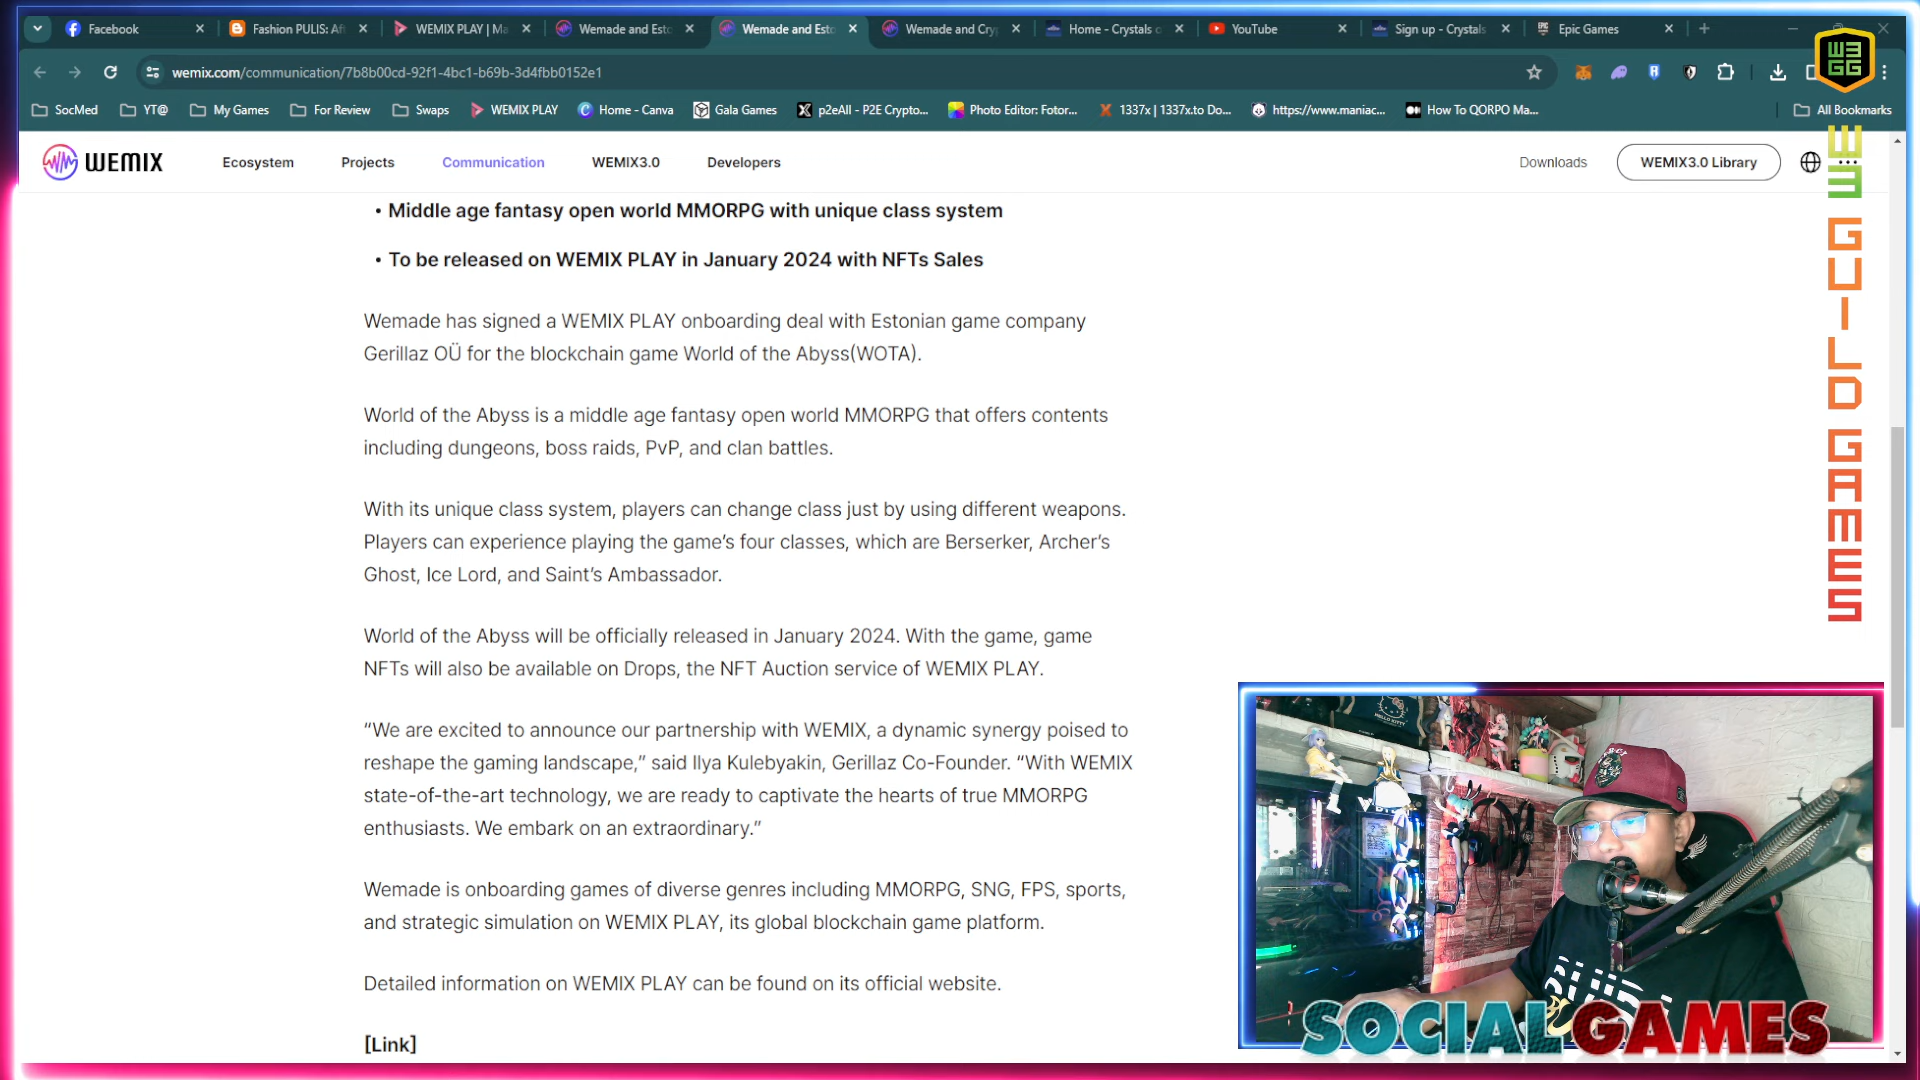 Facebook
Fashion PULIS: Aft
WEMIX PLAY | Ma
Wemade and Esto
Wemade and Esto
Wemade and Cry
Home - Crystals o
YouTube
Sign up - Crystals
Epic Games
wemix.com/communication/7b8b00cd-92f1-4bc1-b69b-3d4fbb0152e1
SocMed
YT@
My Games
For Review
Swaps
WEMIX PLAY
Home - Canva
Gala Games
p2eAll - P2E Crypto...
Photo Editor: Fotor...
1337x | 1337x.to Do...
https://www.maniac...
How To QORPO Ma...
All Bookmarks
WEMIX
Ecosystem
Projects
Communication
WEMIX3.0
Developers
Downloads
WEMIX3.0 Library
• Middle age fantasy open world MMORPG with unique class system
• To be released on WEMIX PLAY in January 2024 with NFTs Sales
Wemade has signed a WEMIX PLAY onboarding deal with Estonian game company
Gerillaz OÜ for the blockchain game World of the Abyss(WOTA).
World of the Abyss is a middle age fantasy open world MMORPG that offers contents
including dungeons, boss raids, PvP, and clan battles.
With its unique class system, players can change class just by using different weapons.
Players can experience playing the game's four classes, which are Berserker, Archer's
Ghost, Ice Lord, and Saint's Ambassador.
World of the Abyss will be officially released in January 2024. With the game, game
NFTs will also be available on Drops, the NFT Auction service of WEMIX PLAY.
“We are excited to announce our partnership with WEMIX, a dynamic synergy poised to
reshape the gaming landscape,” said Ilya Kulebyakin, Gerillaz Co-Founder. “With WEMIX
state-of-the-art technology, we are ready to captivate the hearts of true MMORPG
enthusiasts. We embark on an extraordinary.”
Wemade is onboarding games of diverse genres including MMORPG, SNG, FPS, sports,
and strategic simulation on WEMIX PLAY, its global blockchain game platform.
Detailed information on WEMIX PLAY can be found on its official website.
[Link]
W3
GG
W3 GUILD GAMES
HELLO KITTY
SOCIALGAMES